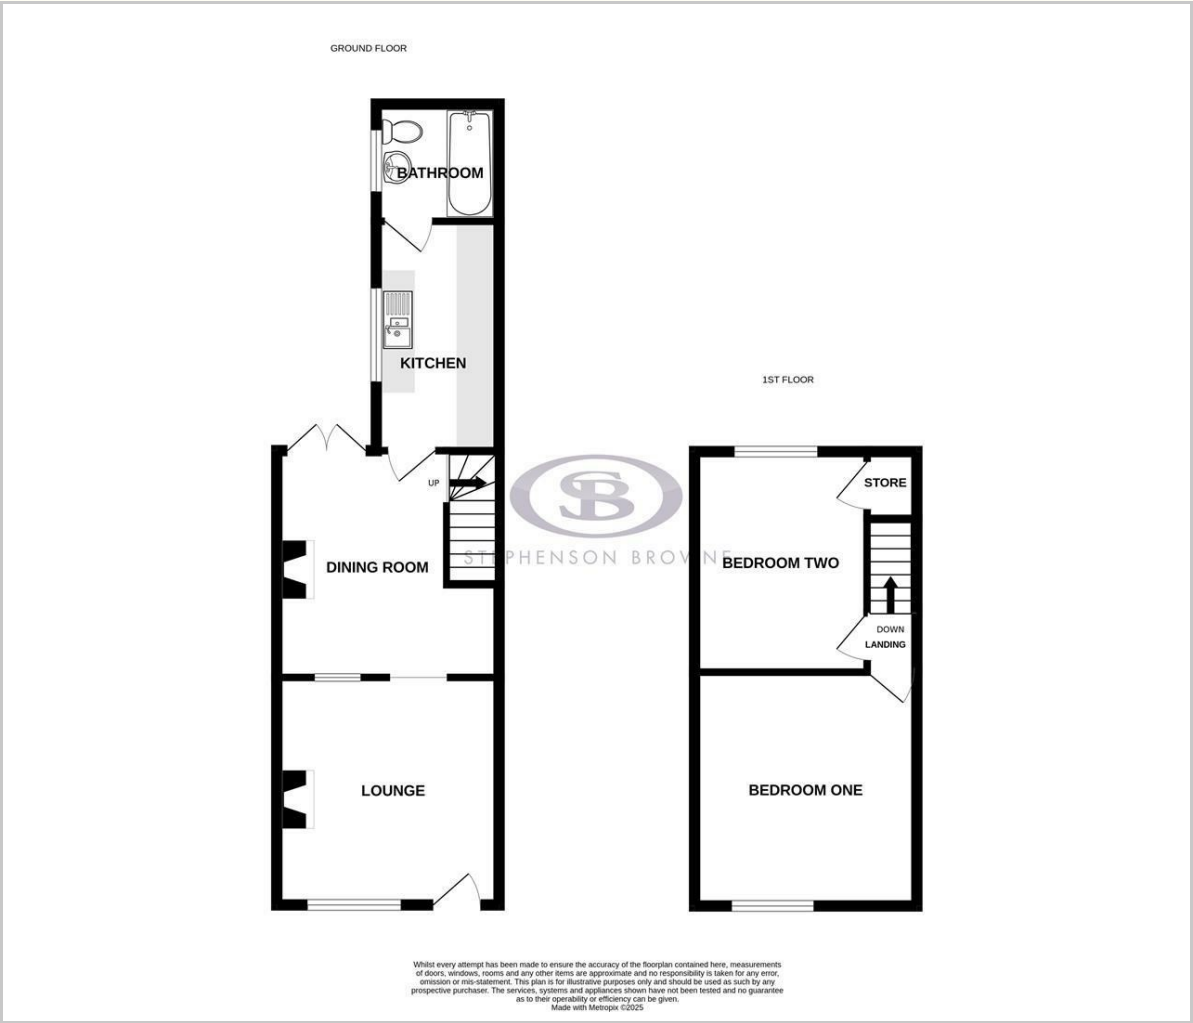 GROUND FLOOR
BATHROOM
KITCHEN
UP
DINING ROOM
LOUNGE
1ST FLOOR
STORE
BEDROOM TWO
DOWN
LANDING
BEDROOM ONE
SB
STEPHENSON BROWNE
Whilst every attempt has been made to ensure the accuracy of the floorplan contained here, measurements
of doors, windows, rooms and any other items are approximate and no responsibility is taken for any error,
omission or mis-statement. This plan is for illustrative purposes only and should be used as such by any
prospective purchaser. The services, systems and appliances shown have not been tested and no guarantee
as to their operability or efficiency can be given.
Made with Metropix ©2025